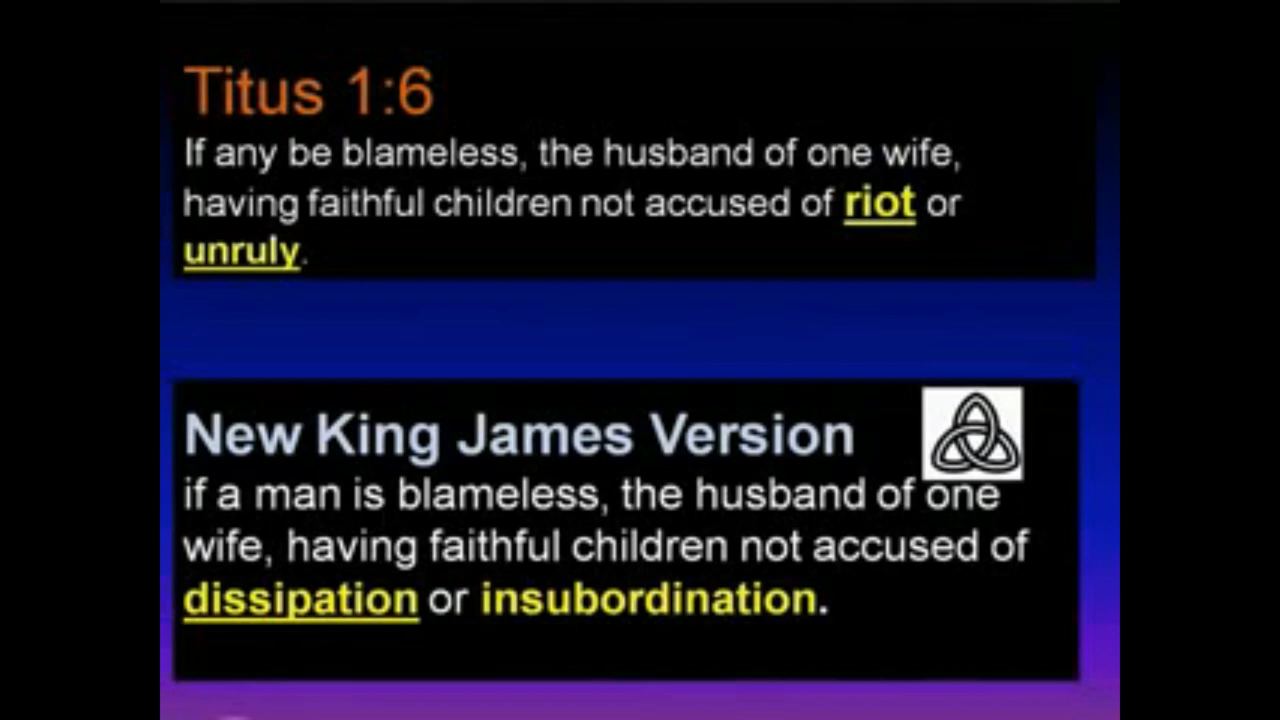 Titus 1:6
If any be blameless, the husband of one wife,
having faithful children not accused of riot or
unruly.
New King James Version
if a man is blameless, the husband of one
wife, having faithful children not accused of
dissipation or insubordination.